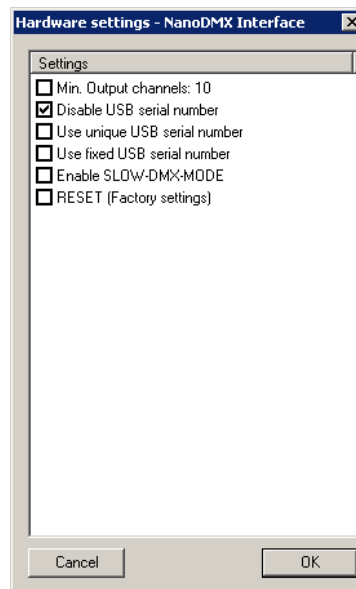 Hardware settings - NanoDMX Interface
Settings
Min. Output channels: 10
Disable USB serial number
Use unique USB serial number
Use fixed USB serial number
Enable SLOW-DMX-MODE
RESET (Factory settings)
Cancel OK